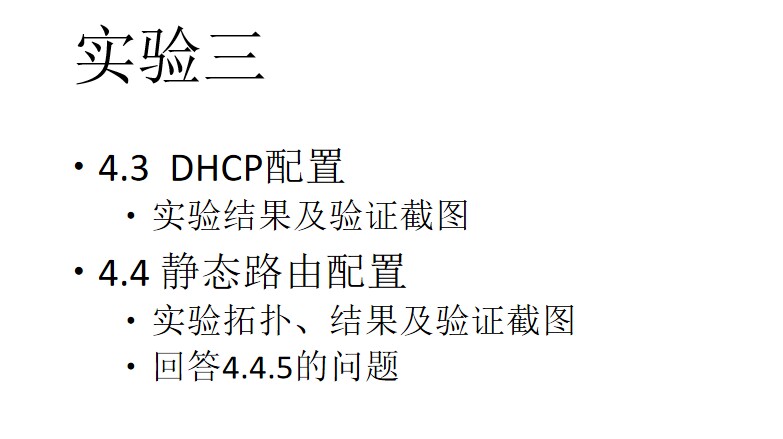 实验三
• 4.3 DHCP配置
• 实验结果及验证截图
• 4.4 静态路由配置
• 实验拓扑、结果及验证截图
• 回答4.4.5的问题